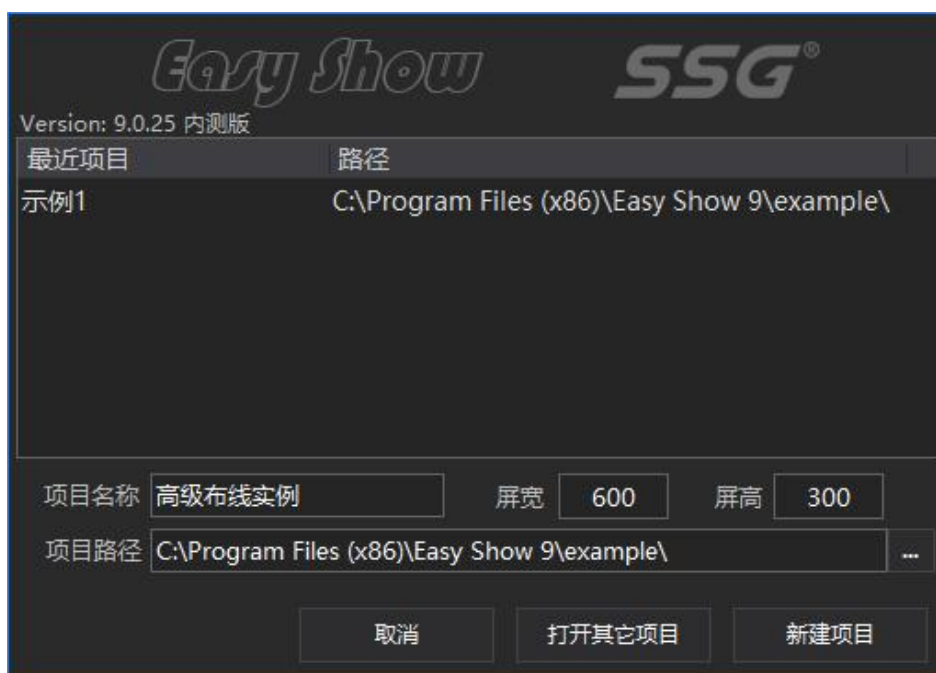 Easy Show SSG®
Version: 9.0.25 内测版
最近项目 路径
示例1 C:\Program Files (x86)\Easy Show 9\example\
项目名称 高级布线实例 屏宽 600 屏高 300
项目路径 C:\Program Files (x86)\Easy Show 9\example\ ...
取消 打开其它项目 新建项目